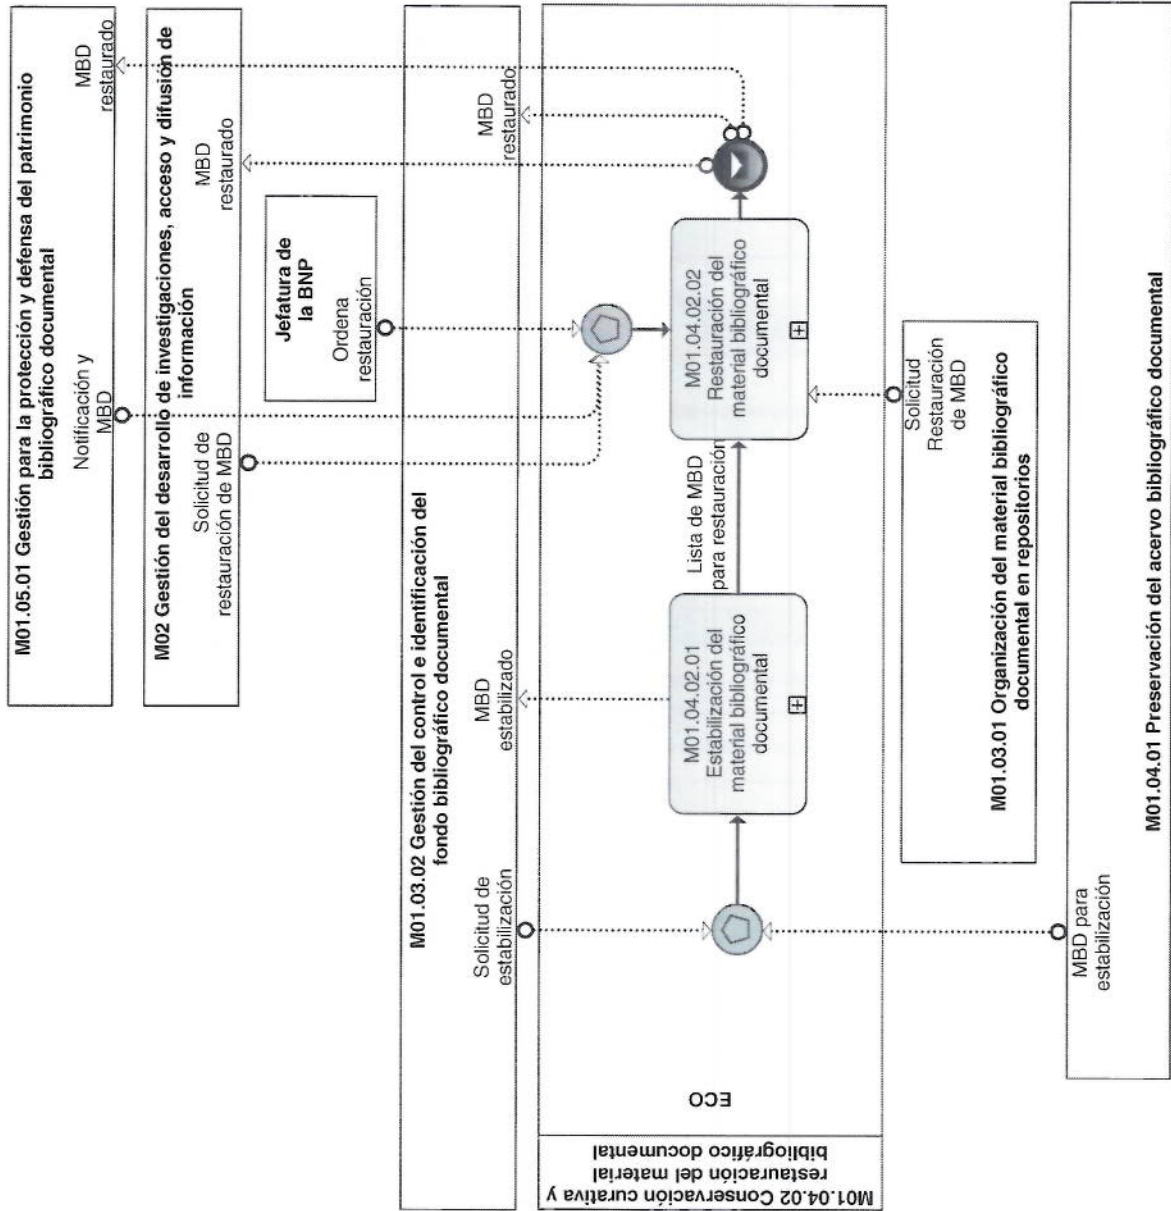 M01.05.01 Gestión para la protección y defensa del patrimonio
bibliográfico documental
Notificación y
MBD
MBD
restaurado
M02 Gestión del desarrollo de investigaciones, acceso y difusión de
información
Solicitud de
restauración de MBD
MBD
restaurado
Jefatura de
la BNP
Ordena
restauración
M01.03.02 Gestión del control e identificación del
fondo bibliográfico documental
Solicitud de
estabilización
MBD
estabilizado
MBD
restaurado
M01.04.02 Conservación curativa y
restauración del material
bibliográfico documental
ECO
M01.04.02.01
Estabilización del
material bibliográfico
documental
Lista de MBD
para restauración
M01.04.02.02
Restauración del
material bibliográfico
documental
Solicitud
Restauración
de MBD
M01.03.01 Organización del material bibliográfico
documental en repositorios
MBD para
estabilización
M01.04.01 Preservación del acervo bibliográfico documental